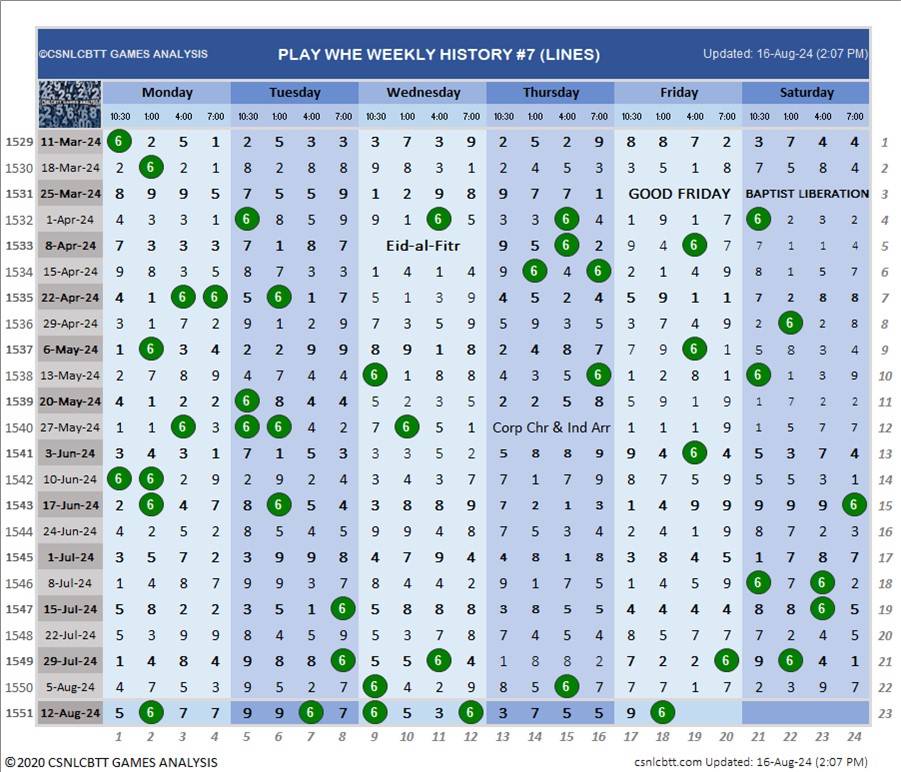 ©CSNLCBTT GAMES ANALYSIS PLAY WHE WEEKLY HISTORY #7 (LINES) Updated: 16-Aug-24 (2:07 PM)
CSNLCBTT GAMES ANALYSIS Monday Tuesday Wednesday Thursday Friday Saturday
10:30 1:00 4:00 7:00 10:30 1:00 4:00 7:00 10:30 1:00 4:00 7:00 10:30 1:00 4:00 7:00 10:30 1:00 4:00 7:00 10:30 1:00 4:00 7:00
1529 11-Mar-24 6 2 5 1 2 5 3 3 3 7 3 9 2 5 2 9 8 8 7 2 3 7 4 4 1
1530 18-Mar-24 2 6 2 2 8 2 8 8 9 8 3 1 2 4 5 3 3 5 1 8 7 5 8 4 2
1531 25-Mar-24 8 9 9 5 7 5 5 9 1 2 9 8 9 7 7 1 GOOD FRIDAY BAPTIST LIBERATION 3
1532 1-Apr-24 4 3 3 1 6 8 5 9 9 1 6 5 3 3 6 4 1 9 1 7 6 2 3 2 4
1533 8-Apr-24 7 3 3 3 7 1 8 7 Eid-al-Fitr 9 5 6 2 9 4 6 7 7 1 1 4 5
1534 15-Apr-24 9 8 3 5 8 7 3 3 1 4 1 4 9 6 4 6 2 1 4 9 8 1 5 7 6
1535 22-Apr-24 4 1 6 6 5 6 1 7 5 1 3 9 4 5 2 4 5 9 1 1 7 2 8 8 7
1536 29-Apr-24 3 1 7 2 9 1 2 9 7 3 5 9 5 9 3 5 3 7 4 9 2 6 2 8 8
1537 6-May-24 1 6 3 4 2 2 9 9 8 9 1 8 2 4 8 7 7 9 6 1 5 8 3 4 9
1538 13-May-24 2 7 8 9 4 7 4 4 6 1 8 8 4 3 5 6 1 2 8 1 6 1 3 9 10
1539 20-May-24 4 1 2 2 6 8 4 4 5 2 3 5 2 2 5 8 5 9 1 9 1 7 2 2 11
1540 27-May-24 1 1 6 3 6 6 4 2 7 6 5 1 Corp Chr & Ind Arr 1 1 1 9 1 5 7 7 12
1541 3-Jun-24 3 4 3 1 7 1 5 3 3 3 5 2 5 8 8 9 9 4 6 4 5 3 7 4 13
1542 10-Jun-24 6 6 2 9 2 9 2 4 3 4 3 7 7 1 7 9 8 7 5 9 5 5 3 1 14
1543 17-Jun-24 2 6 4 7 8 6 5 4 3 8 8 9 7 2 1 3 1 4 9 9 9 9 9 6 15
1544 24-Jun-24 4 2 5 2 8 5 4 5 9 9 4 8 7 5 3 4 2 4 1 9 8 7 2 3 16
1545 1-Jul-24 3 5 7 2 3 9 9 8 4 7 9 4 4 8 1 8 3 8 4 5 1 7 8 7 17
1546 8-Jul-24 1 4 8 7 9 9 3 7 8 4 4 2 9 1 7 5 1 4 5 9 6 7 6 2 18
1547 15-Jul-24 5 8 2 2 3 5 1 6 5 8 8 8 3 8 5 5 4 4 4 4 8 8 6 5 19
1548 22-Jul-24 5 3 9 9 8 4 5 9 5 3 7 8 7 4 5 4 8 5 7 7 7 2 4 5 20
1549 29-Jul-24 1 4 8 4 9 8 8 6 5 5 6 4 1 8 8 2 7 2 2 6 9 6 4 1 21
1550 5-Aug-24 4 7 5 3 9 5 2 7 6 4 2 9 8 5 6 7 7 7 1 7 2 3 9 7 22
1551 12-Aug-24 5 6 7 7 9 9 6 7 6 5 3 6 3 7 5 5 9 6 23
1 2 3 4 5 6 7 8 9 10 11 12 13 14 15 16 17 18 19 20 21 22 23 24
©2020 CSNLCBTT GAMES ANALYSIS csnlcbtt.com Updated: 16-Aug-24 (2:07 PM)